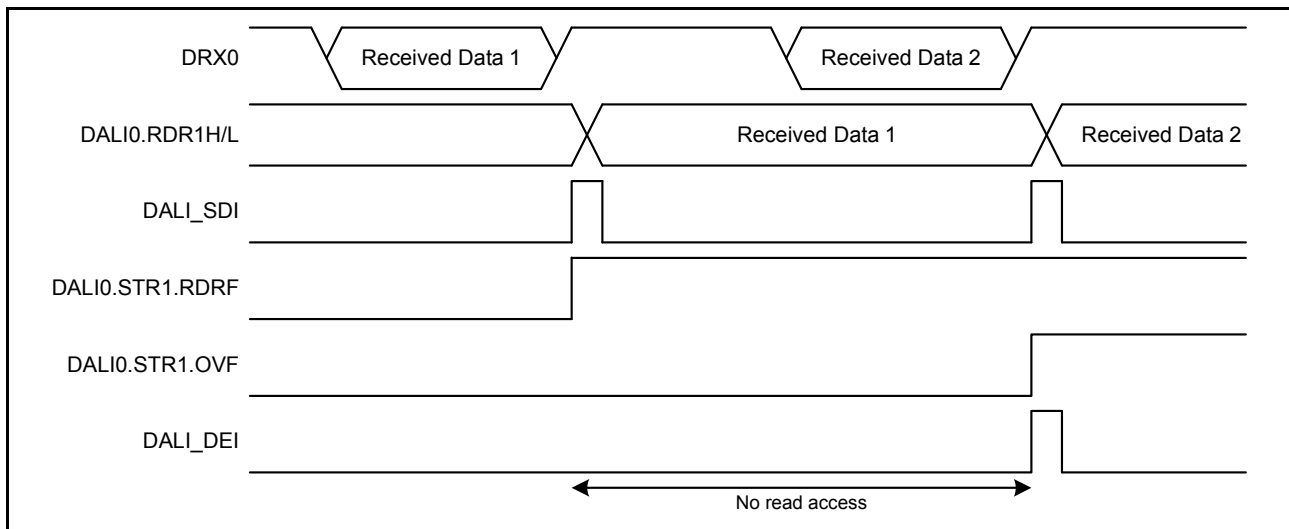 DRX0 Received Data 1 Received Data 2
DALI0.RDR1H/L Received Data 1 Received Data 2
DALI_SDI
DALI0.STR1.RDRF
DALI0.STR1.OVF
DALI_DEI
No read access